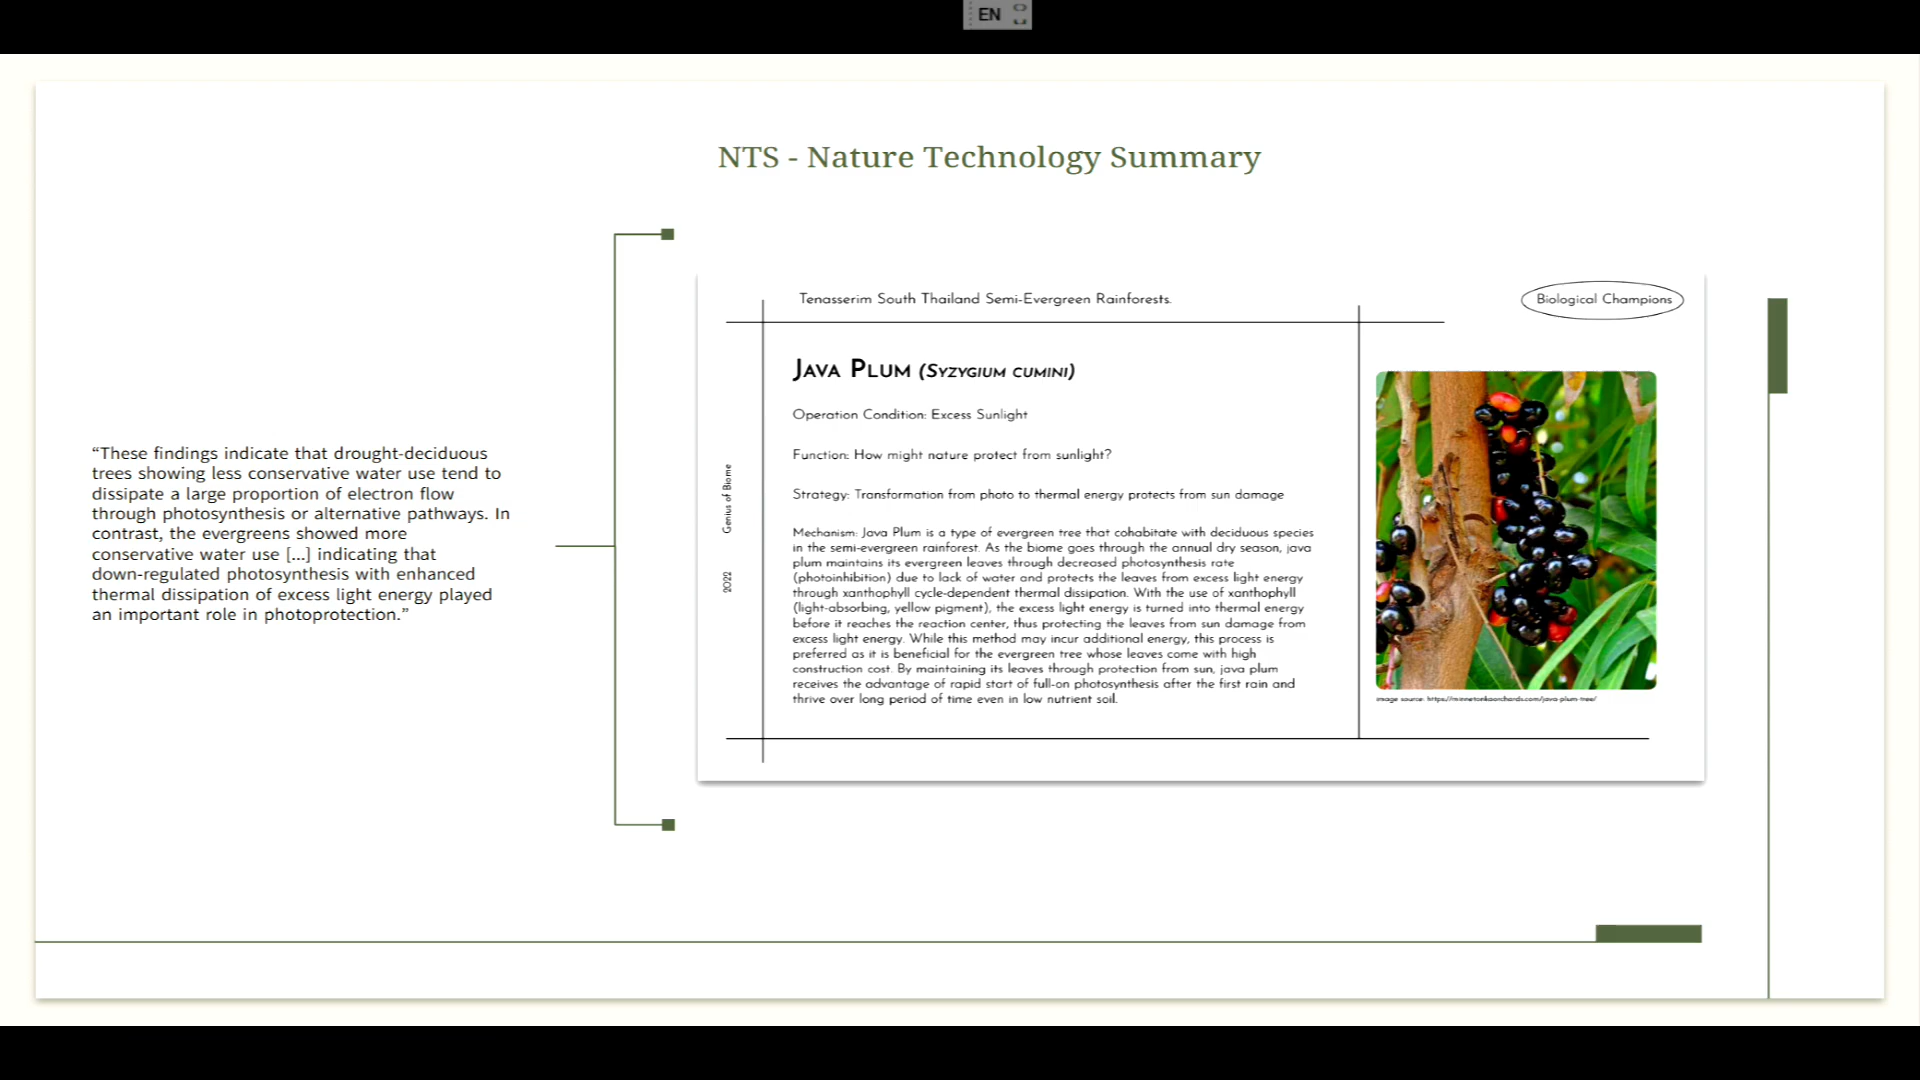 EN
NTS - Nature Technology Summary
“These findings indicate that drought-deciduous
trees showing less conservative water use tend to
dissipate a large proportion of electron flow
through photosynthesis or alternative pathways. In
contrast, the evergreens showed more
conservative water use [...] indicating that
down-regulated photosynthesis with enhanced
thermal dissipation of excess light energy played
an important role in photoprotection.”
Tenasserim South Thailand Semi-Evergreen Rainforests.
Biological Champions
Genius of Biome
2022
Java Plum (Syzygium cumini)
Operation Condition: Excess Sunlight
Function: How might nature protect from sunlight?
Strategy: Transformation from photo to thermal energy protects from sun damage
Mechanism: Java Plum is a type of evergreen tree that cohabitate with deciduous species
in the semi-evergreen rainforest. As the biome goes through the annual dry season, java
plum maintains its evergreen leaves through decreased photosynthesis rate
(photoinhibition) due to lack of water and protects the leaves from excess light energy
through xanthophyll cycle-dependent thermal dissipation. With the use of xanthophyll
(light-absorbing, yellow pigment), the excess light energy is turned into thermal energy
before it reaches the reaction center, thus protecting the leaves from sun damage from
excess light energy. While this method may incur additional energy, this process is
preferred as it is beneficial for the evergreen tree whose leaves come with high
construction cost. By maintaining its leaves through protection from sun, java plum
receives the advantage of rapid start of full-on photosynthesis after the first rain and
thrive over long period of time even in low nutrient soil.
image source: https://minnetonkaorchards.com/java-plum-tree/